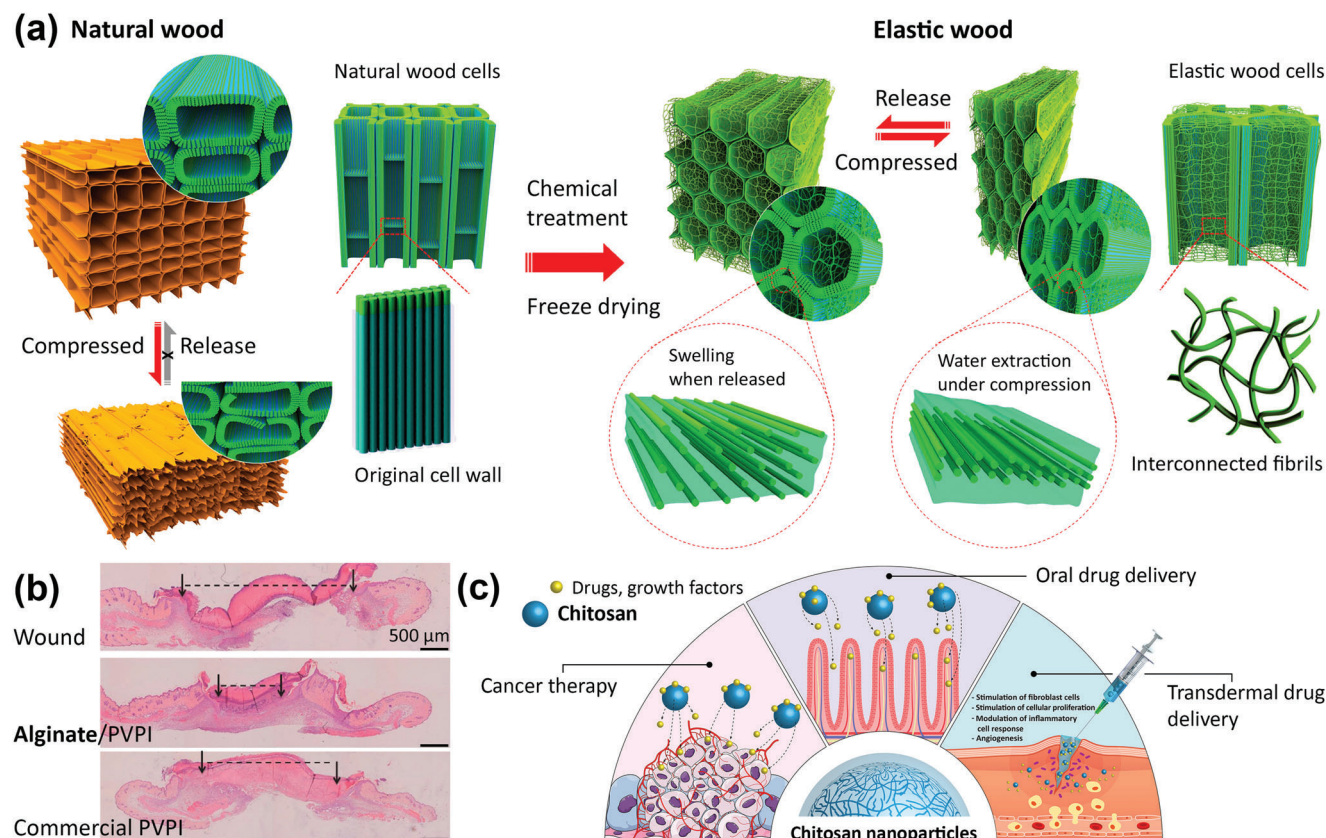 (a) Natural wood
Natural wood cells
Compressed
Release
x
Original cell wall
Chemical
treatment
Freeze drying
Elastic wood
Release
Compressed
Elastic wood cells
Swelling
when released
Water extraction
under compression
Interconnected fibrils
(b)
Wound
500 µm
Alginate/PVPI
Commercial PVPI
(c)
Drugs, growth factors
Chitosan
Cancer therapy
Oral drug delivery
Transdermal drug
delivery
- Stimulation of fibroblast cells
- Stimulation of cellular proliferation
- Modulation of inflammatory
cell response
- Angiogenesis
Chitosan nanoparticles